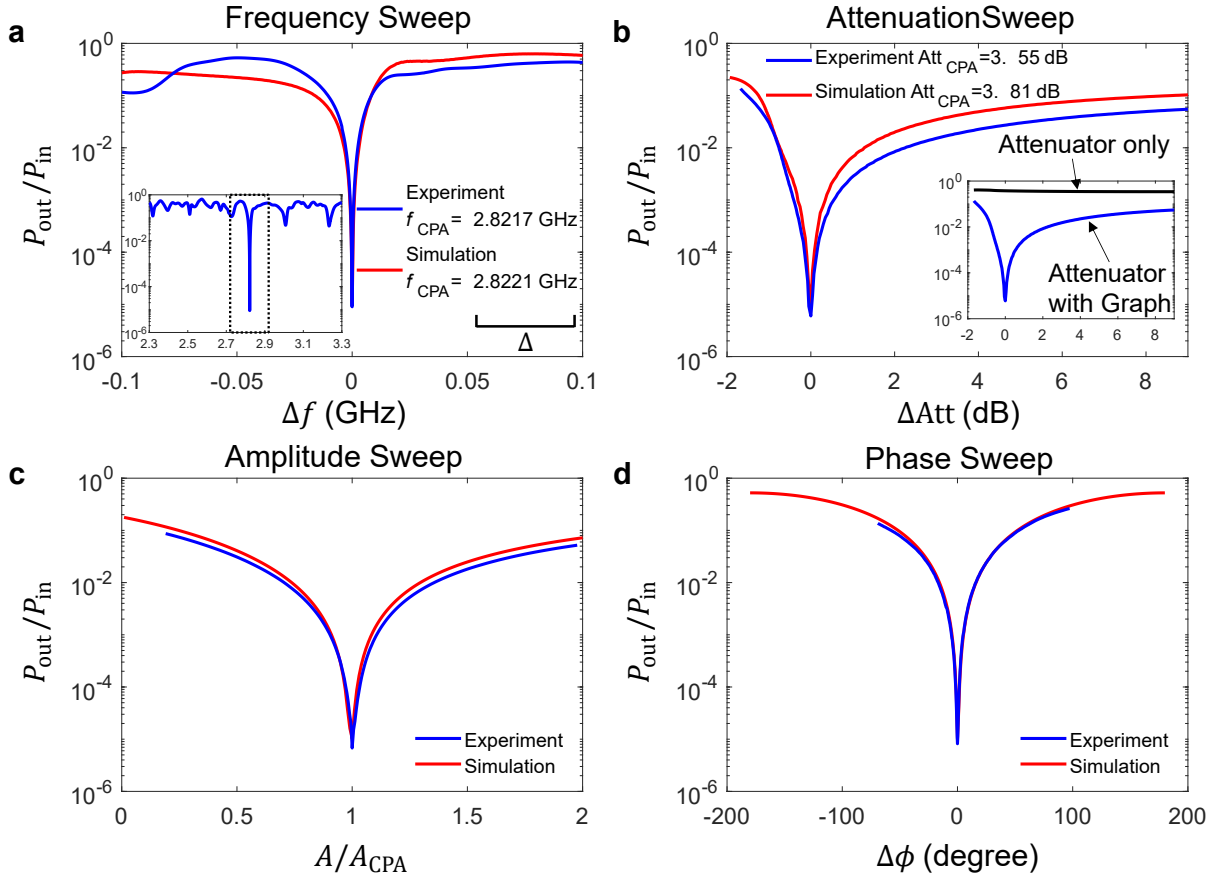 a
Frequency Sweep
10^0
10^-2
10^-4
10^-6
P_out/P_in
-0.1
-0.05
0
0.05
0.1
Δf (GHz)
Experiment
f_CPA= 2.8217 GHz
Simulation
f_CPA= 2.8221 GHz
Δ
10^0
10^-2
10^-4
10^-6
2.3
2.5
2.7
2.9
3.1
3.3
b
AttenuationSweep
10^0
10^-2
10^-4
10^-6
P_out/P_in
-2
0
2
4
6
8
ΔAtt (dB)
Experiment Att_CPA=3. 55 dB
Simulation Att_CPA=3. 81 dB
Attenuator only
Attenuator
with Graph
10^0
10^-2
10^-4
10^-6
-2
0
2
4
6
8
c
Amplitude Sweep
10^0
10^-2
10^-4
10^-6
P_out/P_in
0
0.5
1
1.5
2
A/A_CPA
Experiment
Simulation
d
Phase Sweep
10^0
10^-2
10^-4
10^-6
P_out/P_in
-200
-100
0
100
200
Δϕ (degree)
Experiment
Simulation